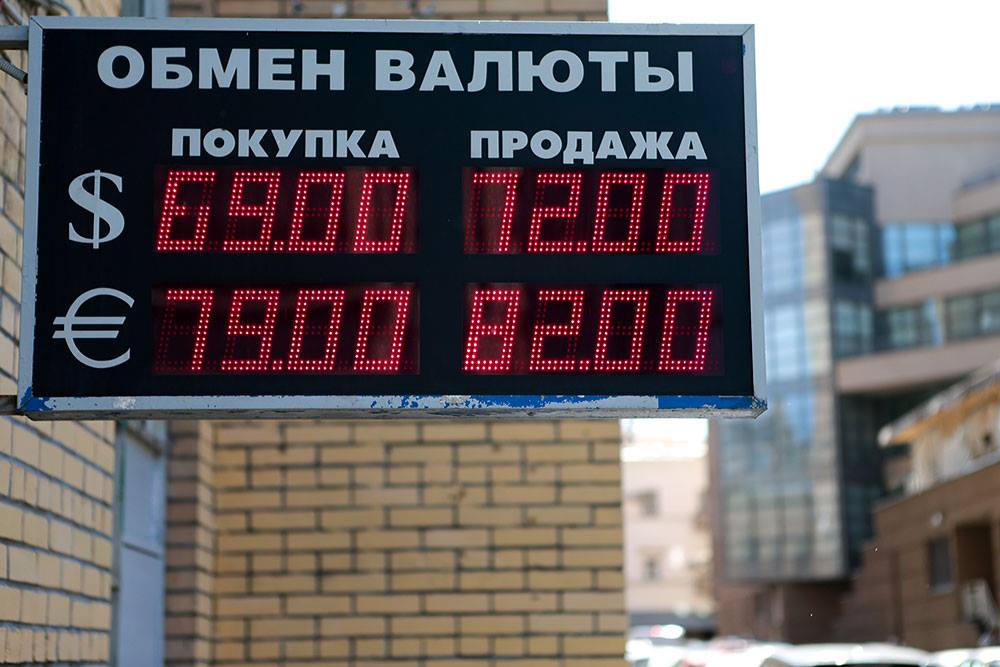 ОБМЕН ВАЛЮТЫ
ПОКУПКА ПРОДАЖА
$ 69.00 72.00
€ 79.00 82.00